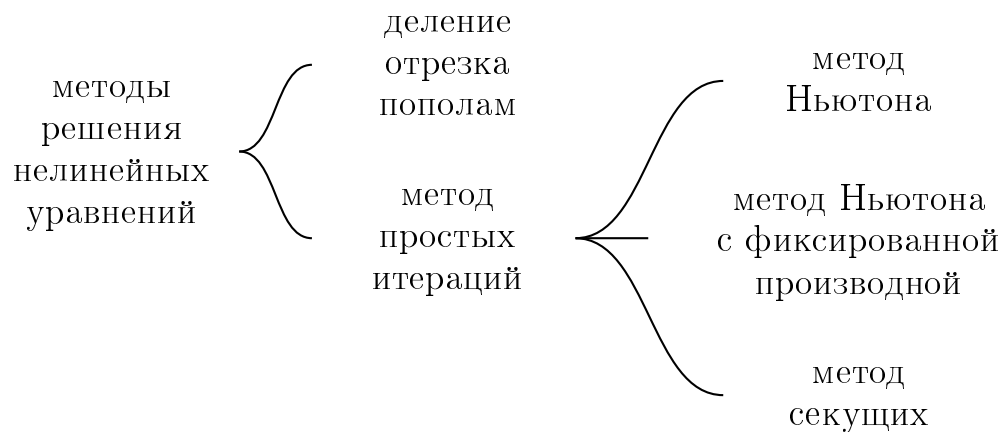 методы
решения
нелинейных
уравнений
деление
отрезка
пополам
метод
простых
итераций
метод
Ньютона
метод Ньютона
с фиксированной
производной
метод
секущих